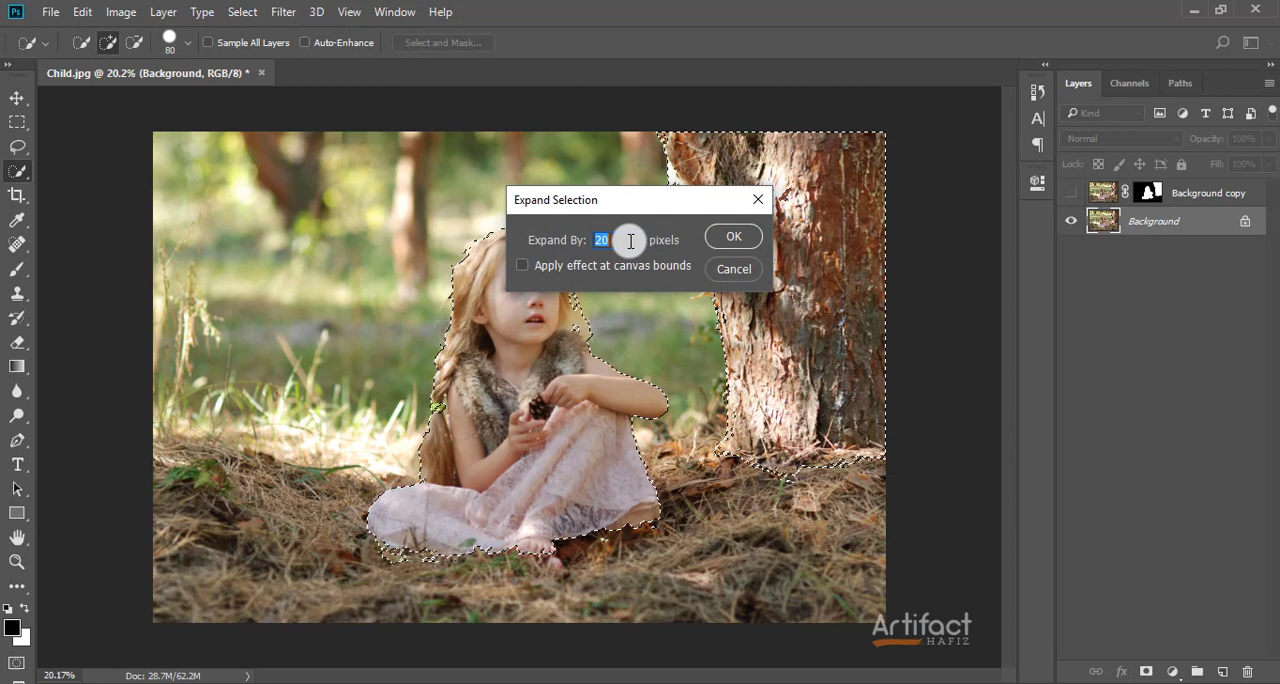 Ps File Edit Image Layer Type Select Filter 3D View Window Help
80 Sample All Layers Auto-Enhance Select and Mask...
Child.jpg @ 20.2% (Background, RGB/8) *
Layers Channels Paths
Kind
Normal Opacity: 100%
Lock: Fill: 100%
Background copy
Background
Expand Selection
Expand By: 20 pixels OK
Apply effect at canvas bounds Cancel
Artifact
HAFIZ
20.17% Doc: 28.7M/62.2M